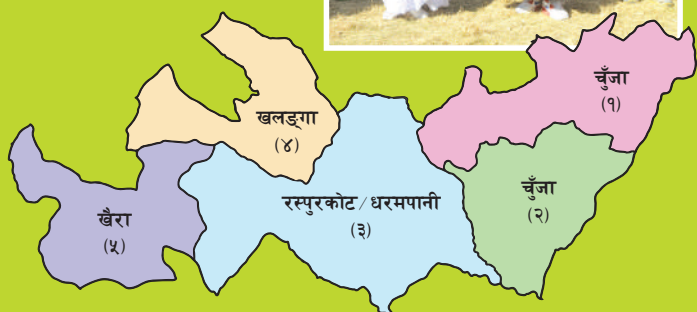 चुँजा
(१)
खलङ्गा
(४)
चुँजा
(२)
रस्पुरकोट/धरमपानी
(३)
खैरा
(५)